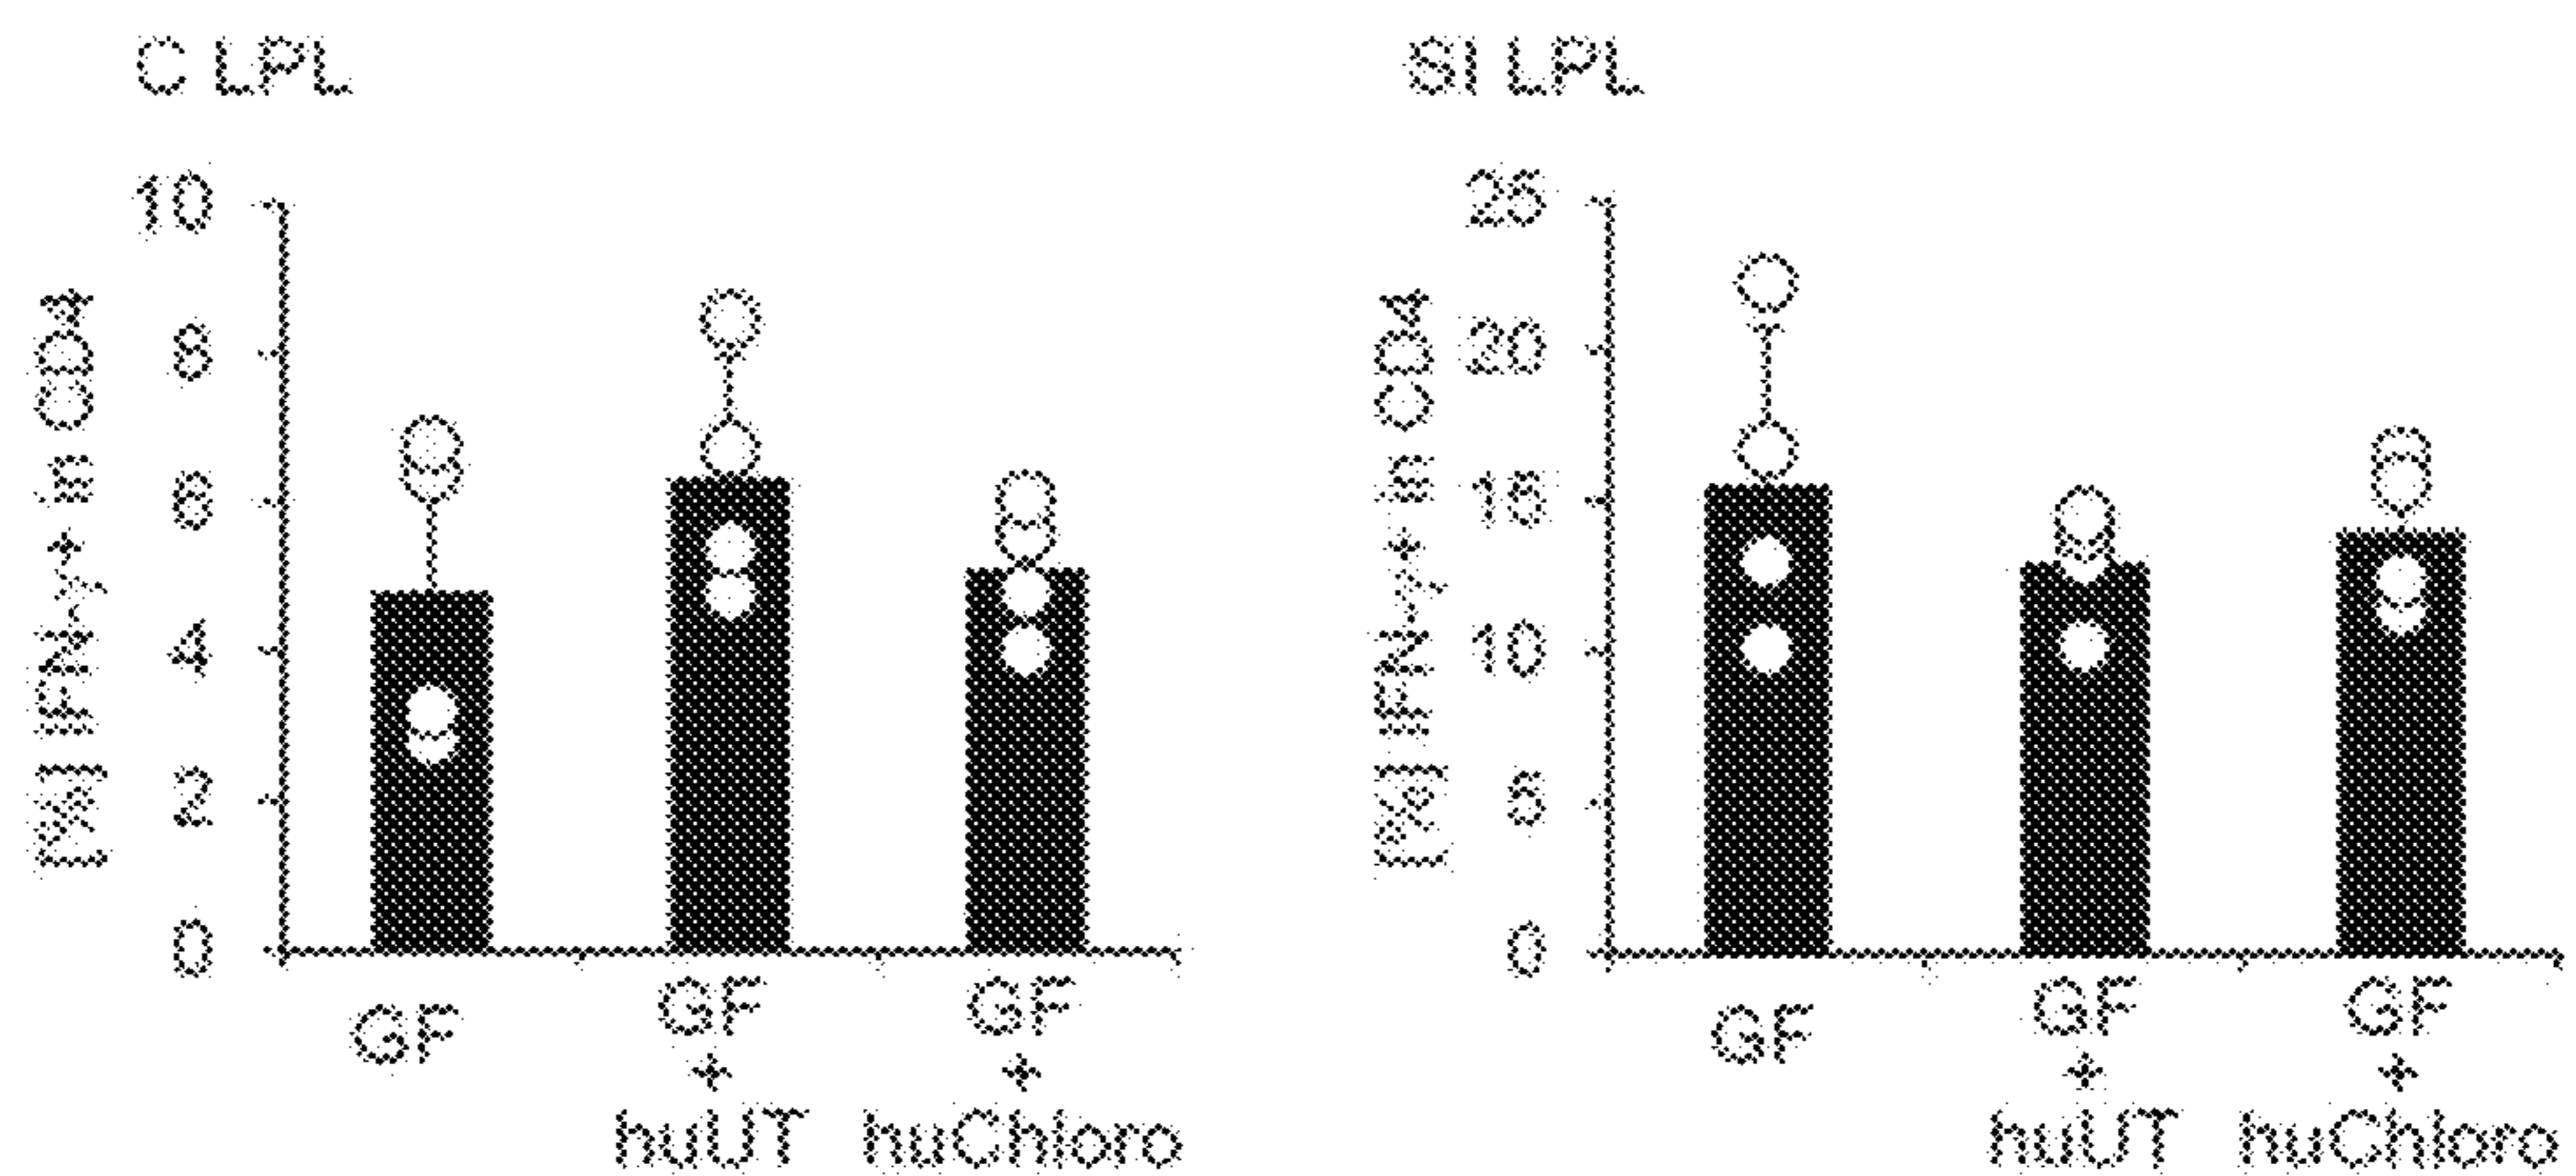 C LPL
[%] IFN-γ+ in CD4
10
8
6
4
2
0
GF
GF
+
huUT
GF
+
huChloro
SI LPL
[%] IFN-γ+ in CD4
25
20
15
10
5
0
GF
GF
+
huUT
GF
+
huChloro